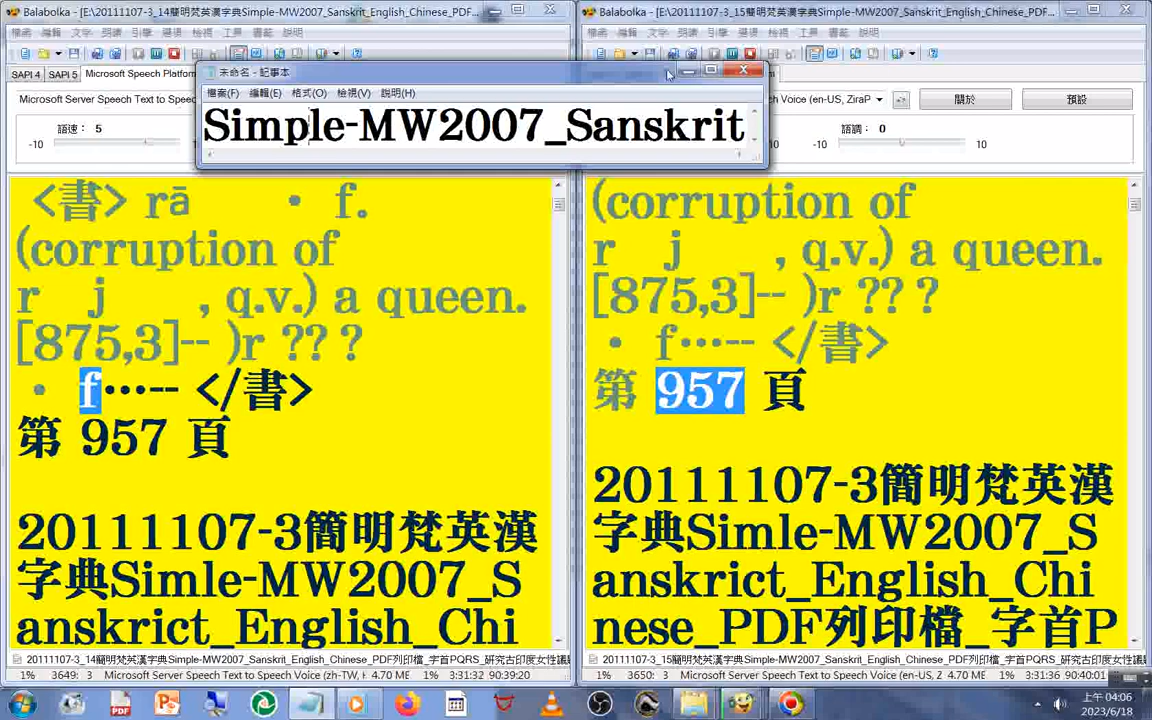 Balabolka - [E:\20111107-3_14簡明梵英漢字典Simple-MW2007_Sanskrit_English_Chinese_PDF...
Balabolka - [E:\20111107-3_15簡明梵英漢字典Simple-MW2007_Sanskrit_English_Chinese_PDF...
SAPI 4 SAPI 5 Microsoft Speech Platform
未命名 - 記事本
檔案(F) 編輯(E) 格式(O) 檢視(V) 說明(H)
Simple-MW2007_Sanskrit
Microsoft Server Speech Text to Spee
Voice (en-US, ZiraP
關於
預設
語速： 5
-10
語調： 0
-10 10
<書> rā • f.
(corruption of
r j , q.v.) a queen.
[875,3]-- )r ?? ?
• f…-- </書>
第 957 頁
20111107-3簡明梵英漢
字典Simle-MW2007_S
anskrict_English_Chi
(corruption of
r j , q.v.) a queen.
[875,3]-- )r ?? ?
• f…-- </書>
第 957 頁
20111107-3簡明梵英漢
字典Simle-MW2007_S
anskrict_English_Chi
nese_PDF列印檔_字首P
20111107-3_14簡明梵英漢字典Simple-MW2007_Sanskrit_English_Chinese_PDF列印檔_字首PQRS_研究古印度女性議
20111107-3_15簡明梵英漢字典Simple-MW2007_Sanskrit_English_Chinese_PDF列印檔_字首PQRS_研究古印度女性議
1% 3649: 3 Microsoft Server Speech Text to Speech Voice (zh-TW, H 4.70 ME 1% 3:31:32 90:39:20
1% 3650: 3 Microsoft Server Speech Text to Speech Voice (en-US, Z 4.70 ME 1% 3:31:36 90:40:01
上午 04:06
2023/6/18